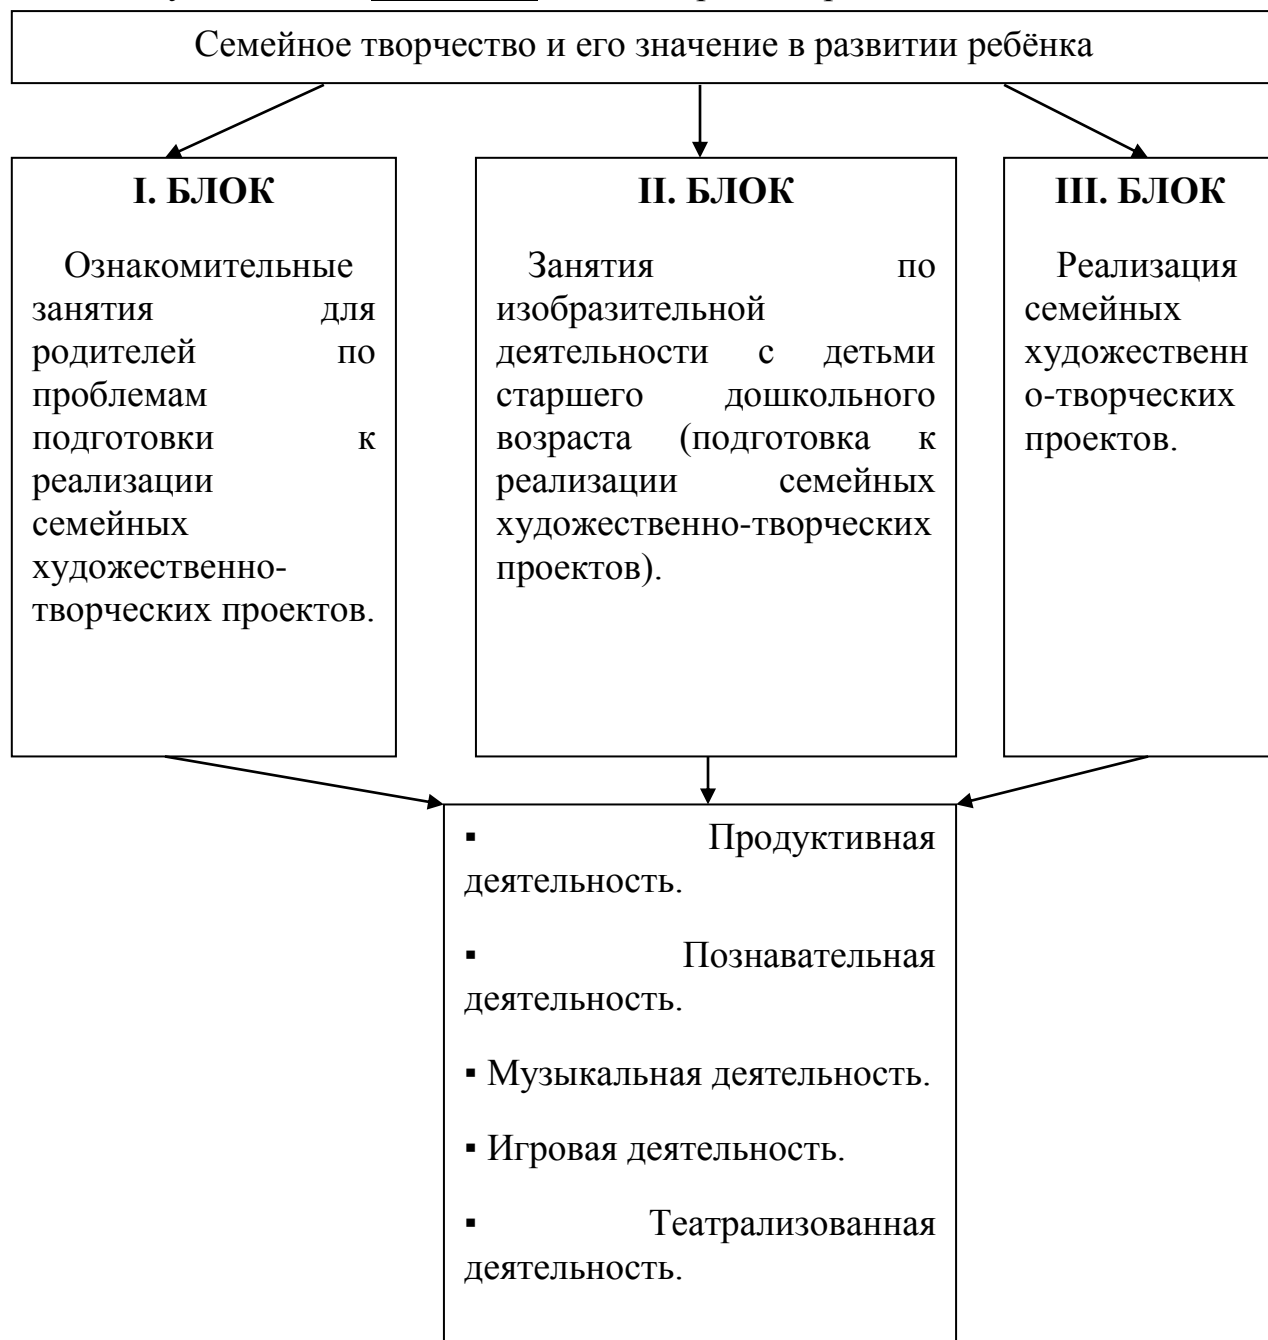 Семейное творчество и его значение в развитии ребёнка
I. БЛОК
Ознакомительные
занятия для
родителей по
проблемам
подготовки к
реализации
семейных
художественно-
творческих проектов.
II. БЛОК
Занятия по
изобразительной
деятельности с детьми
старшего дошкольного
возраста (подготовка к
реализации семейных
художественно-творческих
проектов).
III. БЛОК
Реализация
семейных
художественн
о-творческих
проектов.
▪ Продуктивная
деятельность.
▪ Познавательная
деятельность.
▪ Музыкальная деятельность.
▪ Игровая деятельность.
▪ Театрализованная
деятельность.